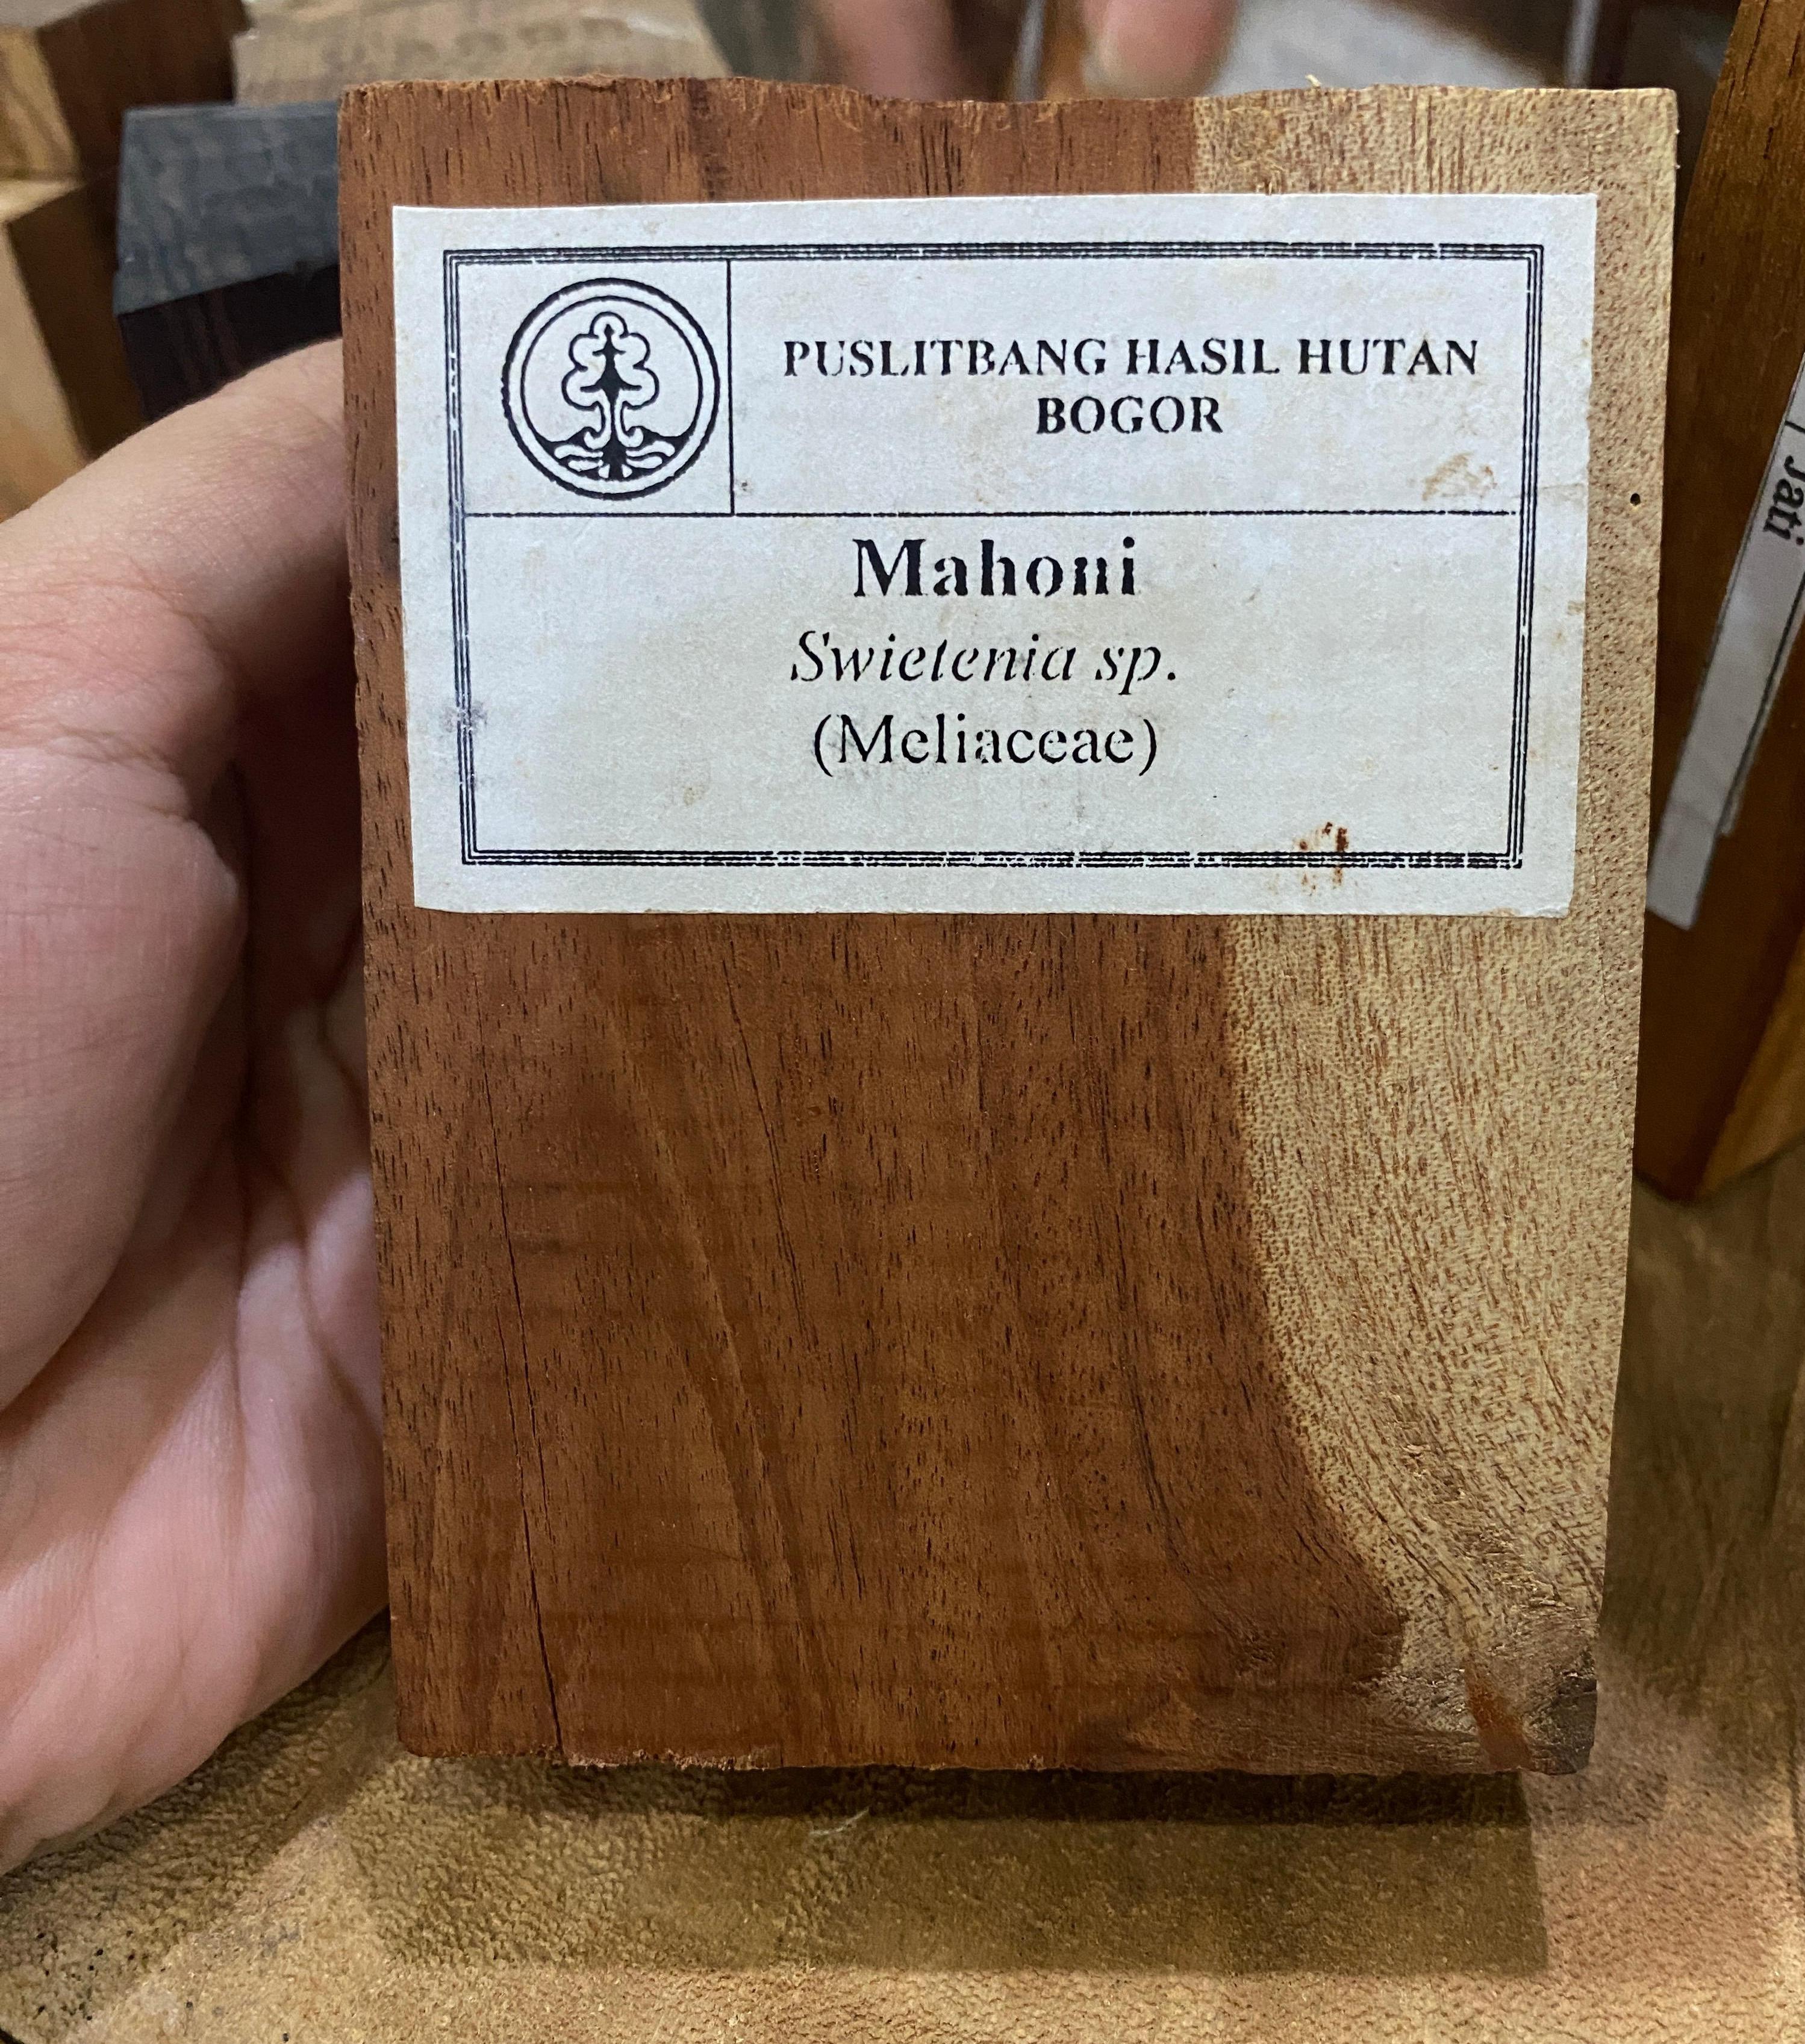 PUSLITBANG HASIL HUTAN
BOGOR
Mahoni
Swietenia sp.
(Meliaceae)
Jati